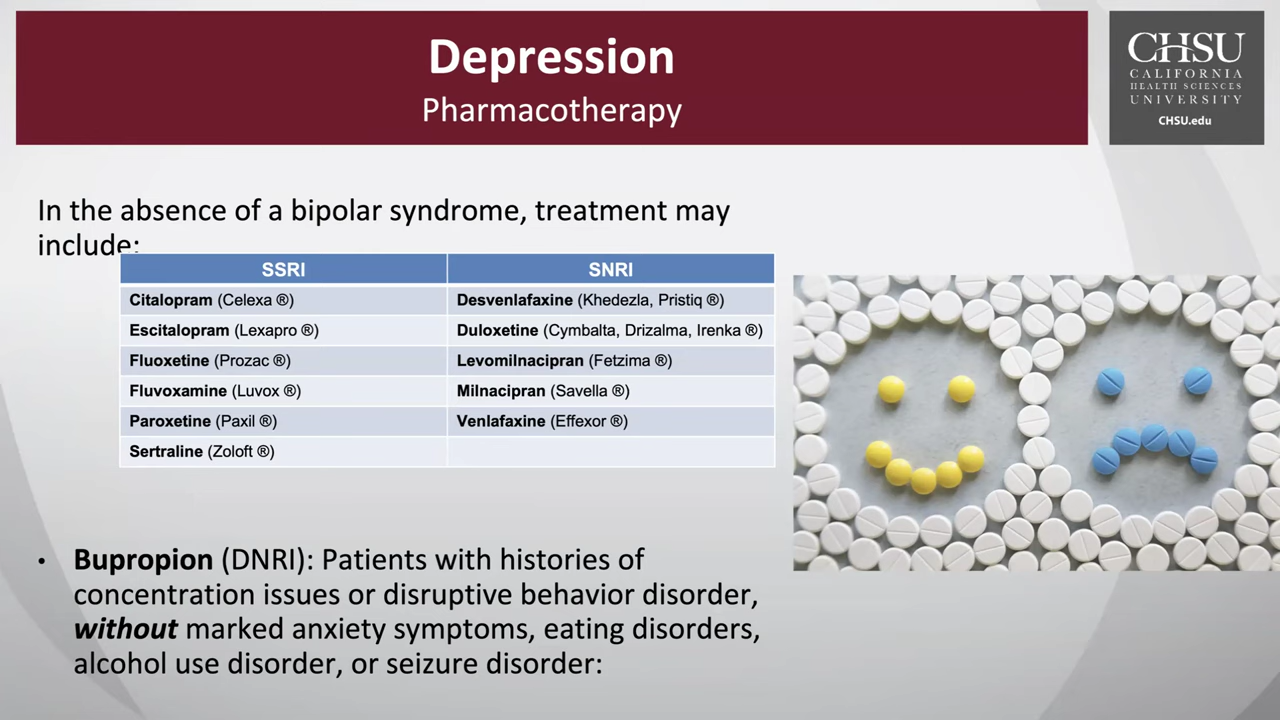 Depression
Pharmacotherapy
CHSU
CALIFORNIA
HEALTH SCIENCES
UNIVERSITY
CHSU.edu
In the absence of a bipolar syndrome, treatment may
include:
SSRI SNRI
Citalopram (Celexa ®) Desvenlafaxine (Khedezla, Pristiq ®)
Escitalopram (Lexapro ®) Duloxetine (Cymbalta, Drizalma, Irenka ®)
Fluoxetine (Prozac ®) Levomilnacipran (Fetzima ®)
Fluvoxamine (Luvox ®) Milnacipran (Savella ®)
Paroxetine (Paxil ®) Venlafaxine (Effexor ®)
Sertraline (Zoloft ®)
• Bupropion (DNRI): Patients with histories of
concentration issues or disruptive behavior disorder,
without marked anxiety symptoms, eating disorders,
alcohol use disorder, or seizure disorder: